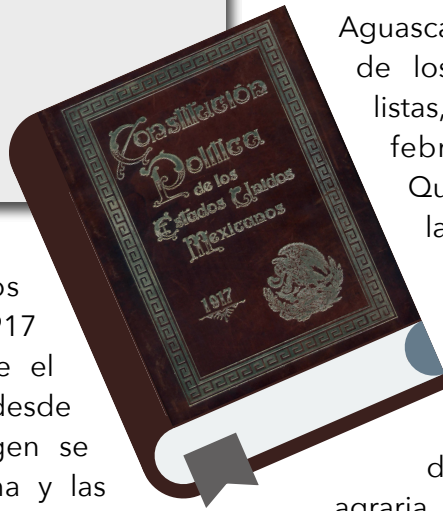 Aguasca
de los
listas,
febr
Qu
la
Constitución
Política
de los
Estados Unidos
Mexicanos
1917
os
917
e el
desde
gen se
na y las
d
agraria